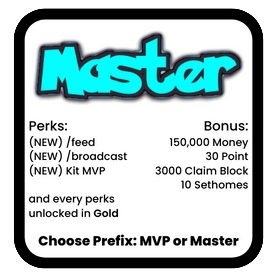 Master
Perks: Bonus:
(NEW) /feed 150,000 Money
(NEW) /broadcast 30 Point
(NEW) Kit MVP 3000 Claim Block
10 Sethomes
and every perks
unlocked in Gold
Choose Prefix: MVP or Master